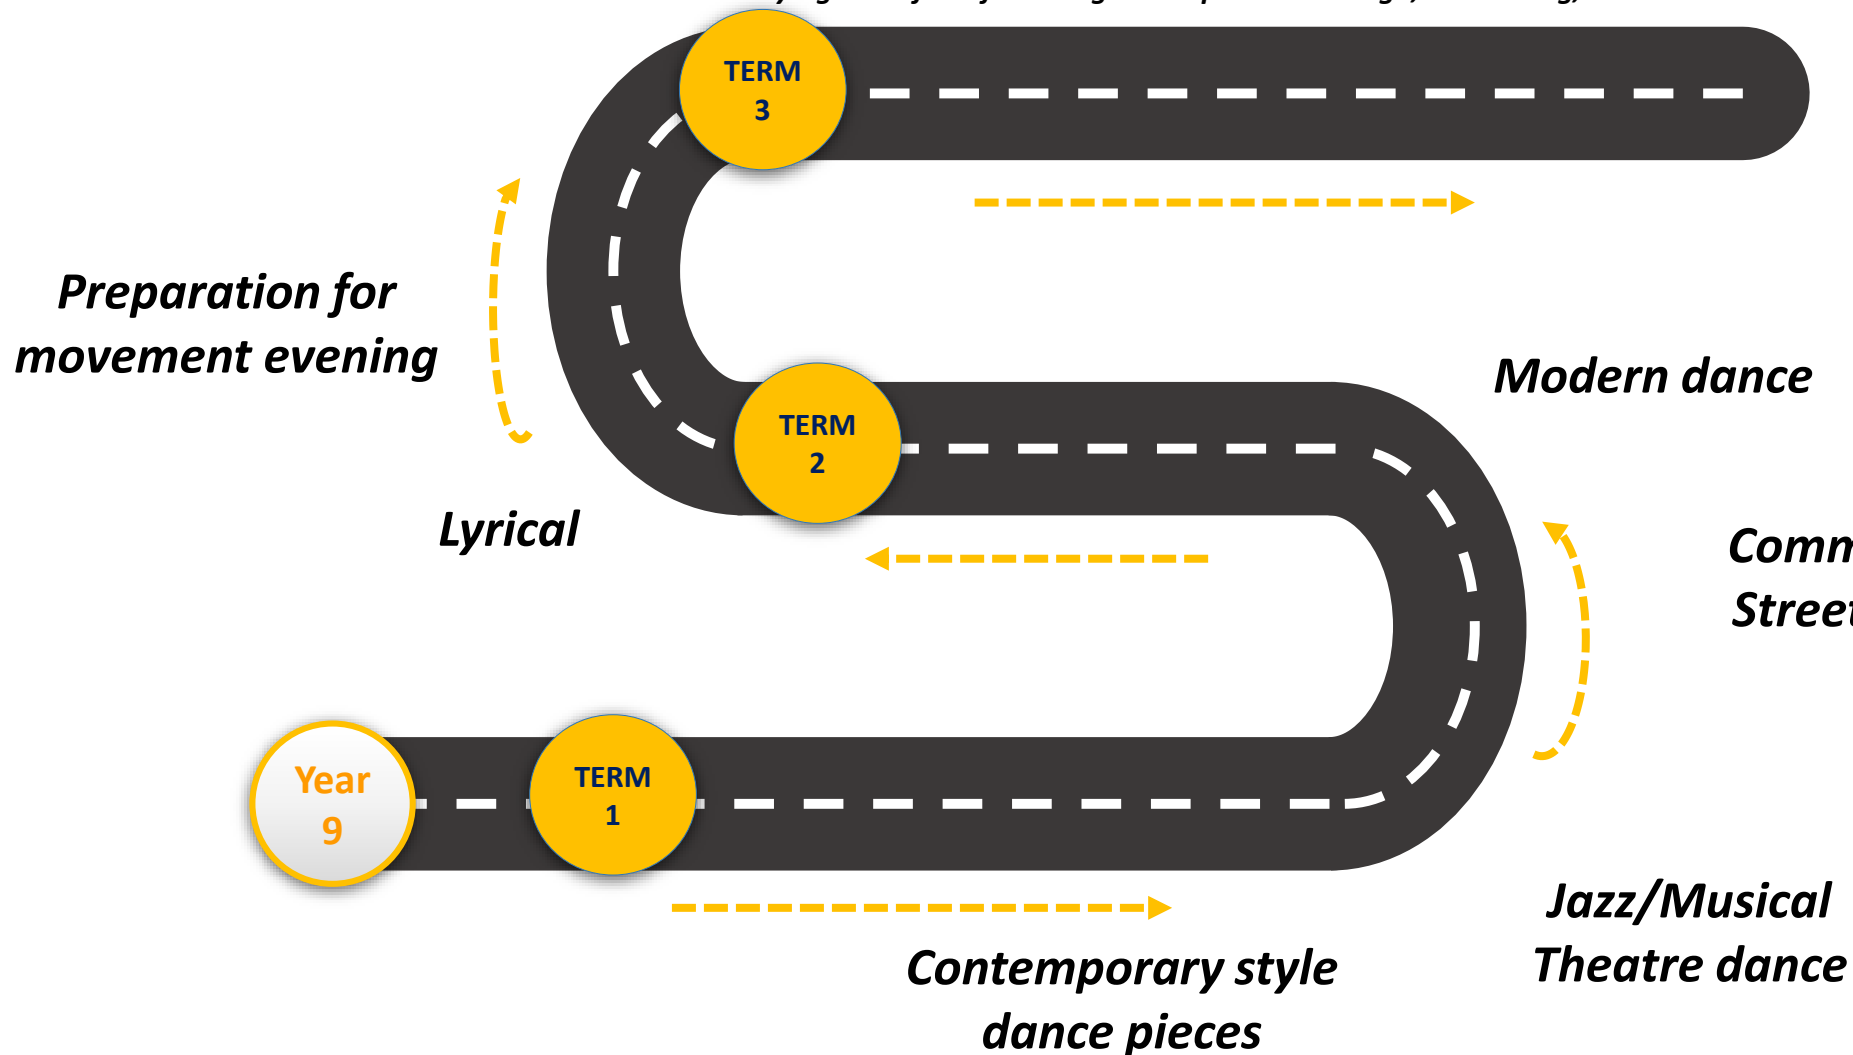 TERM
3
Preparation for
movement evening
Modern dance
TERM
2
Lyrical
Street
Year
9
TERM
1
Jazz/Musical
Theatre dance
Contemporary style
dance pieces